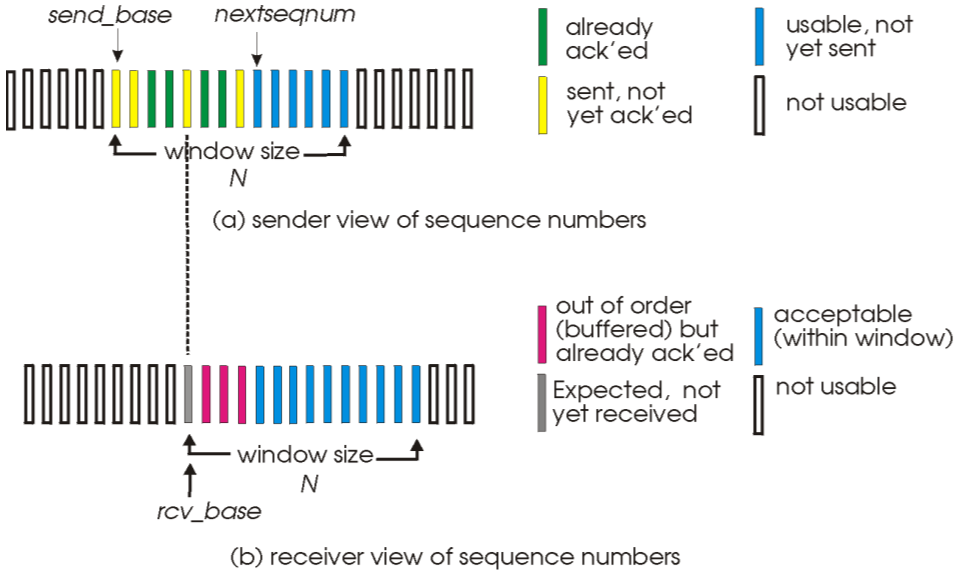 send_base nextseqnum
already
ack'ed
usable, not
yet sent
sent, not
yet ack'ed
not usable
window size
N
(a) sender view of sequence numbers
out of order
(buffered) but
already ack'ed
acceptable
(within window)
Expected, not
yet received
not usable
window size
N
rcv_base
(b) receiver view of sequence numbers